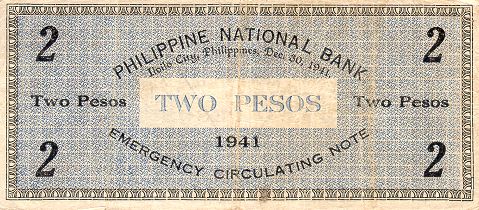 2 2
PHILIPPINE NATIONAL BANK
Iloilo City, Philippines, Dec. 20, 1941.
Two Pesos TWO PESOS Two Pesos
1941
EMERGENCY CIRCULATING NOTE
2 2